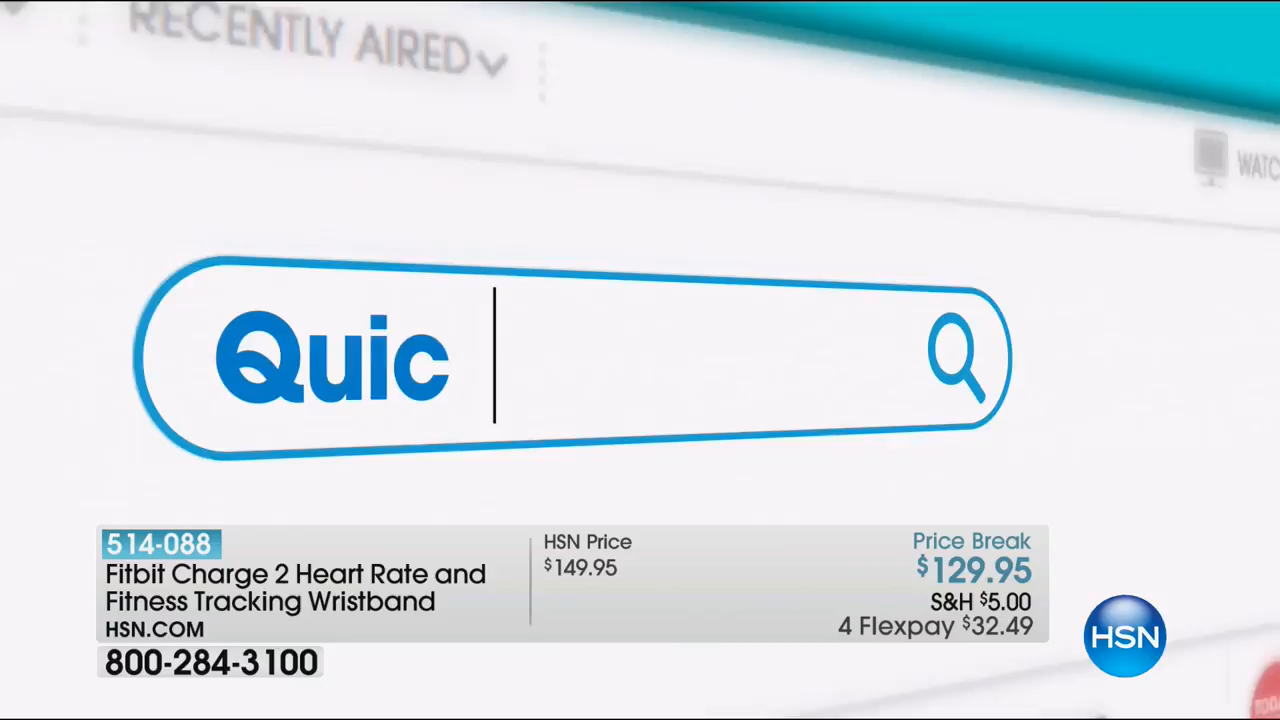 RECENTLY AIRED
WATC
Quic
514-088
Fitbit Charge 2 Heart Rate and
Fitness Tracking Wristband
HSN.COM
800-284-3100
HSN Price
$149.95
Price Break
$129.95
S&H $5.00
4 Flexpay $32.49
HSN